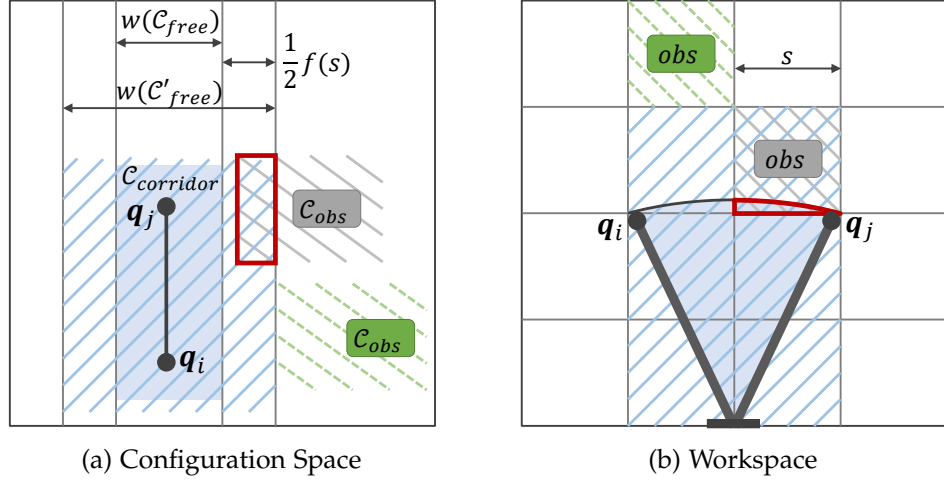 w(𝒞_free)
1/2 f(s)
w(𝒞'_free)
𝒞_corridor
q_j
𝒞_obs
q_i
𝒞_obs
(a) Configuration Space
obs
s
obs
q_i
q_j
(b) Workspace